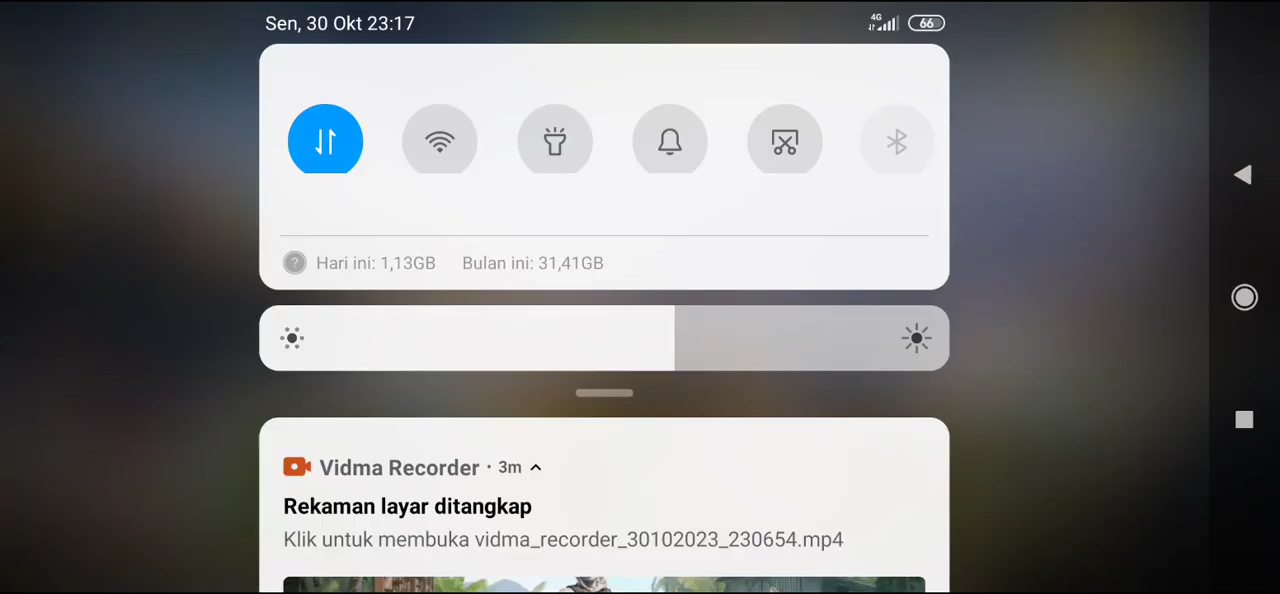 Sen, 30 Okt 23:17
4G
66
Hari ini: 1,13GB Bulan ini: 31,41GB
Vidma Recorder · 3m
Rekaman layar ditangkap
Klik untuk membuka vidma_recorder_30102023_230654.mp4